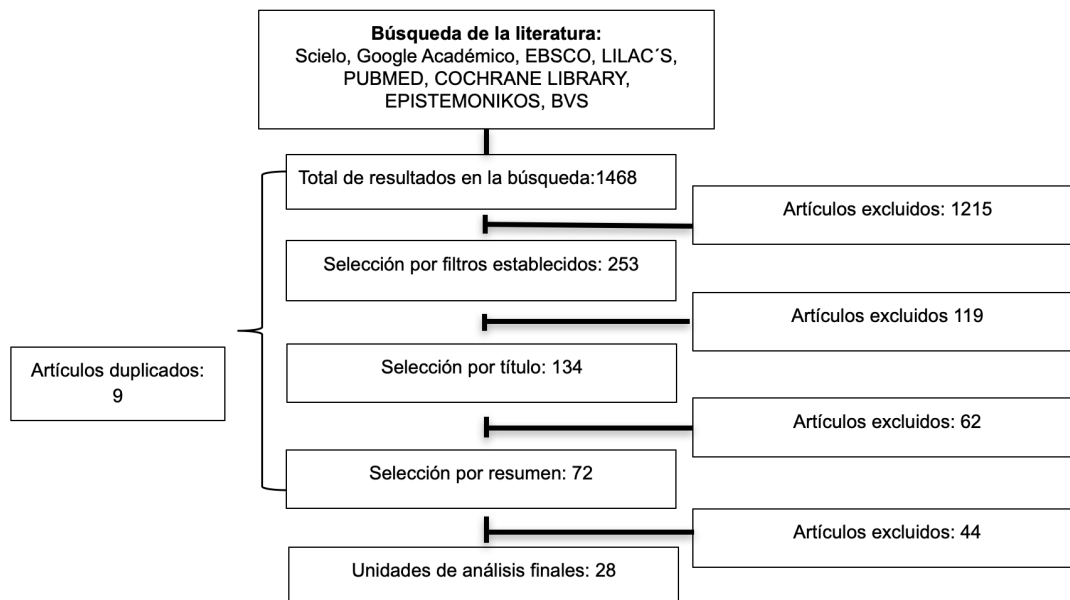 Búsqueda de la literatura:
Scielo, Google Académico, EBSCO, LILAC´S,
PUBMED, COCHRANE LIBRARY,
EPISTEMONIKOS, BVS
Total de resultados en la búsqueda:1468
Artículos excluidos: 1215
Selección por filtros establecidos: 253
Artículos excluidos 119
Artículos duplicados:
9
Selección por título: 134
Artículos excluidos: 62
Selección por resumen: 72
Artículos excluidos: 44
Unidades de análisis finales: 28